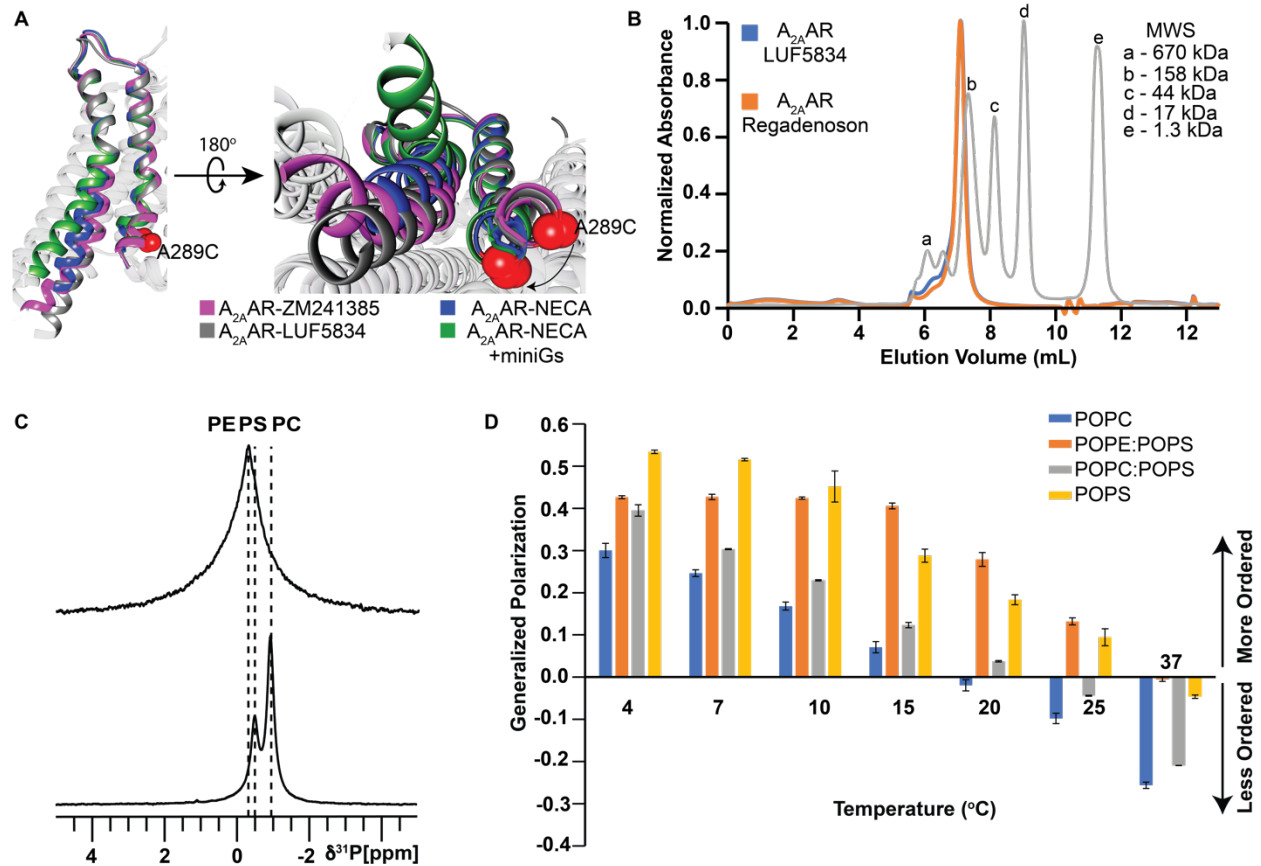 A
180°
A289C
A289C
A2AAR-ZM241385
A2AAR-LUF5834
A2AAR-NECA
A2AAR-NECA
+miniGs
B
Normalized Absorbance
1.0
0.8
0.6
0.4
0.2
0.0
0 2 4 6 8 10 12
Elution Volume (mL)
A2AAR
LUF5834
A2AAR
Regadenoson
a
b
c
d
e
MWS
a - 670 kDa
b - 158 kDa
c - 44 kDa
d - 17 kDa
e - 1.3 kDa
C
PE PS PC
4 2 0 -2 δ31P[ppm]
D
Generalized Polarization
0.6
0.5
0.4
0.3
0.2
0.1
0.0
-0.1
-0.2
-0.3
-0.4
4 7 10 15 20 25 37
Temperature (°C)
POPC
POPE:POPS
POPC:POPS
POPS
More Ordered
Less Ordered